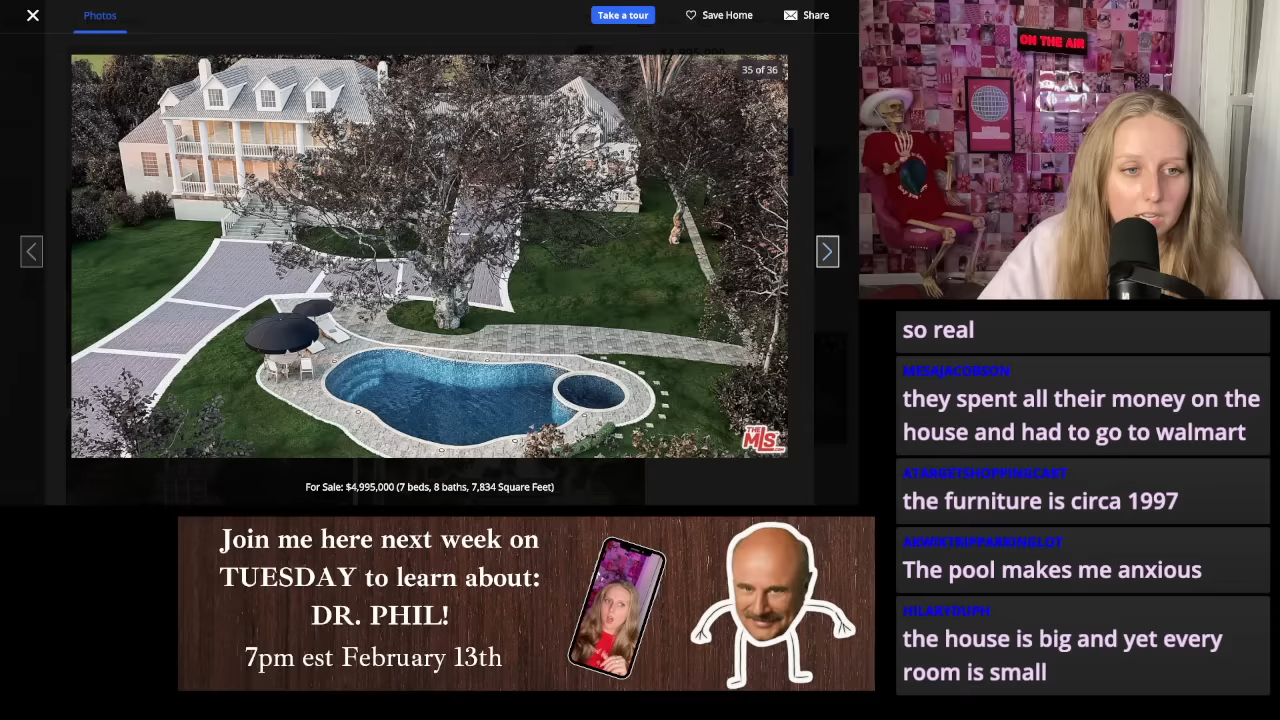 Photos
Take a tour
Save Home
Share
35 of 36
THE
MLS
.COM
For Sale: $4,995,000 (7 beds, 8 baths, 7,834 Square Feet)
ON THE AIR
so real
MEGAJACOBSON
they spent all their money on the
house and had to go to walmart
ATARGETSHOPPINGCART
the furniture is circa 1997
The pool makes me anxious
HILARYDUPH
the house is big and yet every
room is small
Join me here next week on
TUESDAY to learn about:
DR. PHIL!
7pm est February 13th